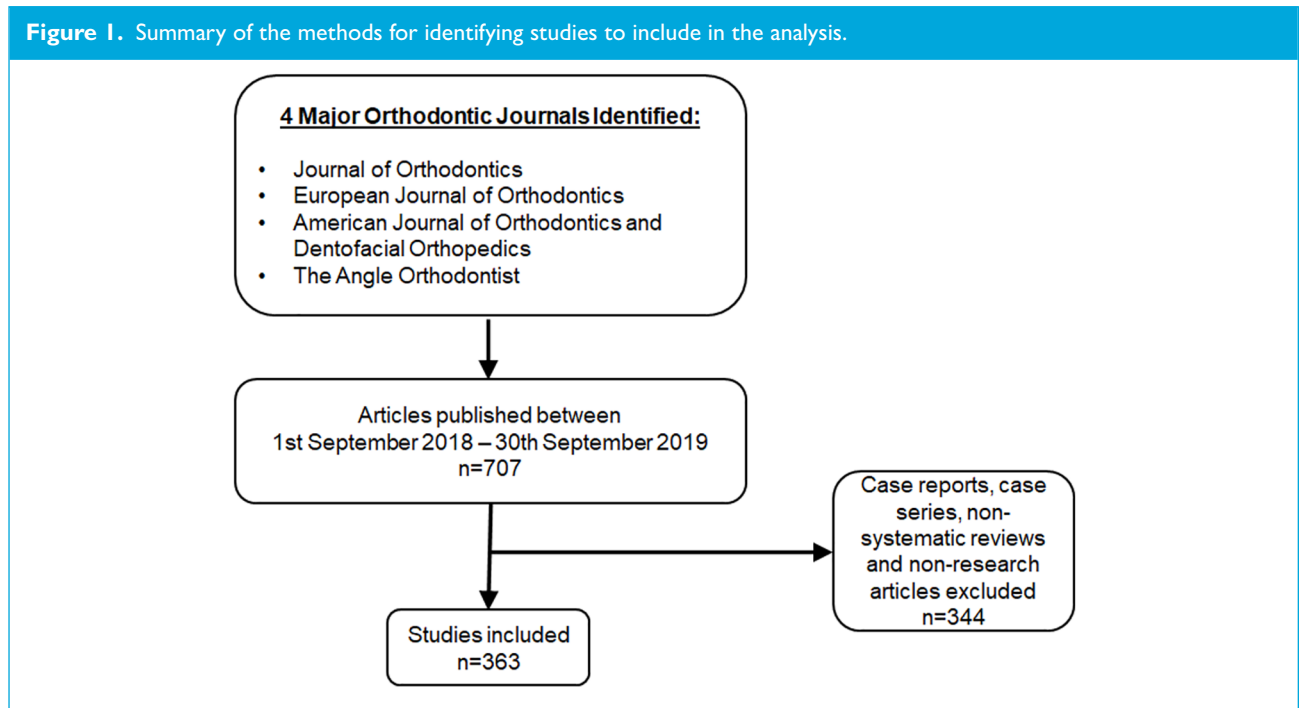 Figure 1. Summary of the methods for identifying studies to include in the analysis.
4 Major Orthodontic Journals Identified:
• Journal of Orthodontics
• European Journal of Orthodontics
• American Journal of Orthodontics and
Dentofacial Orthopedics
• The Angle Orthodontist
Articles published between
1st September 2018 – 30th September 2019
n=707
Case reports, case
series, non-
systematic reviews
and non-research
articles excluded
n=344
Studies included
n=363